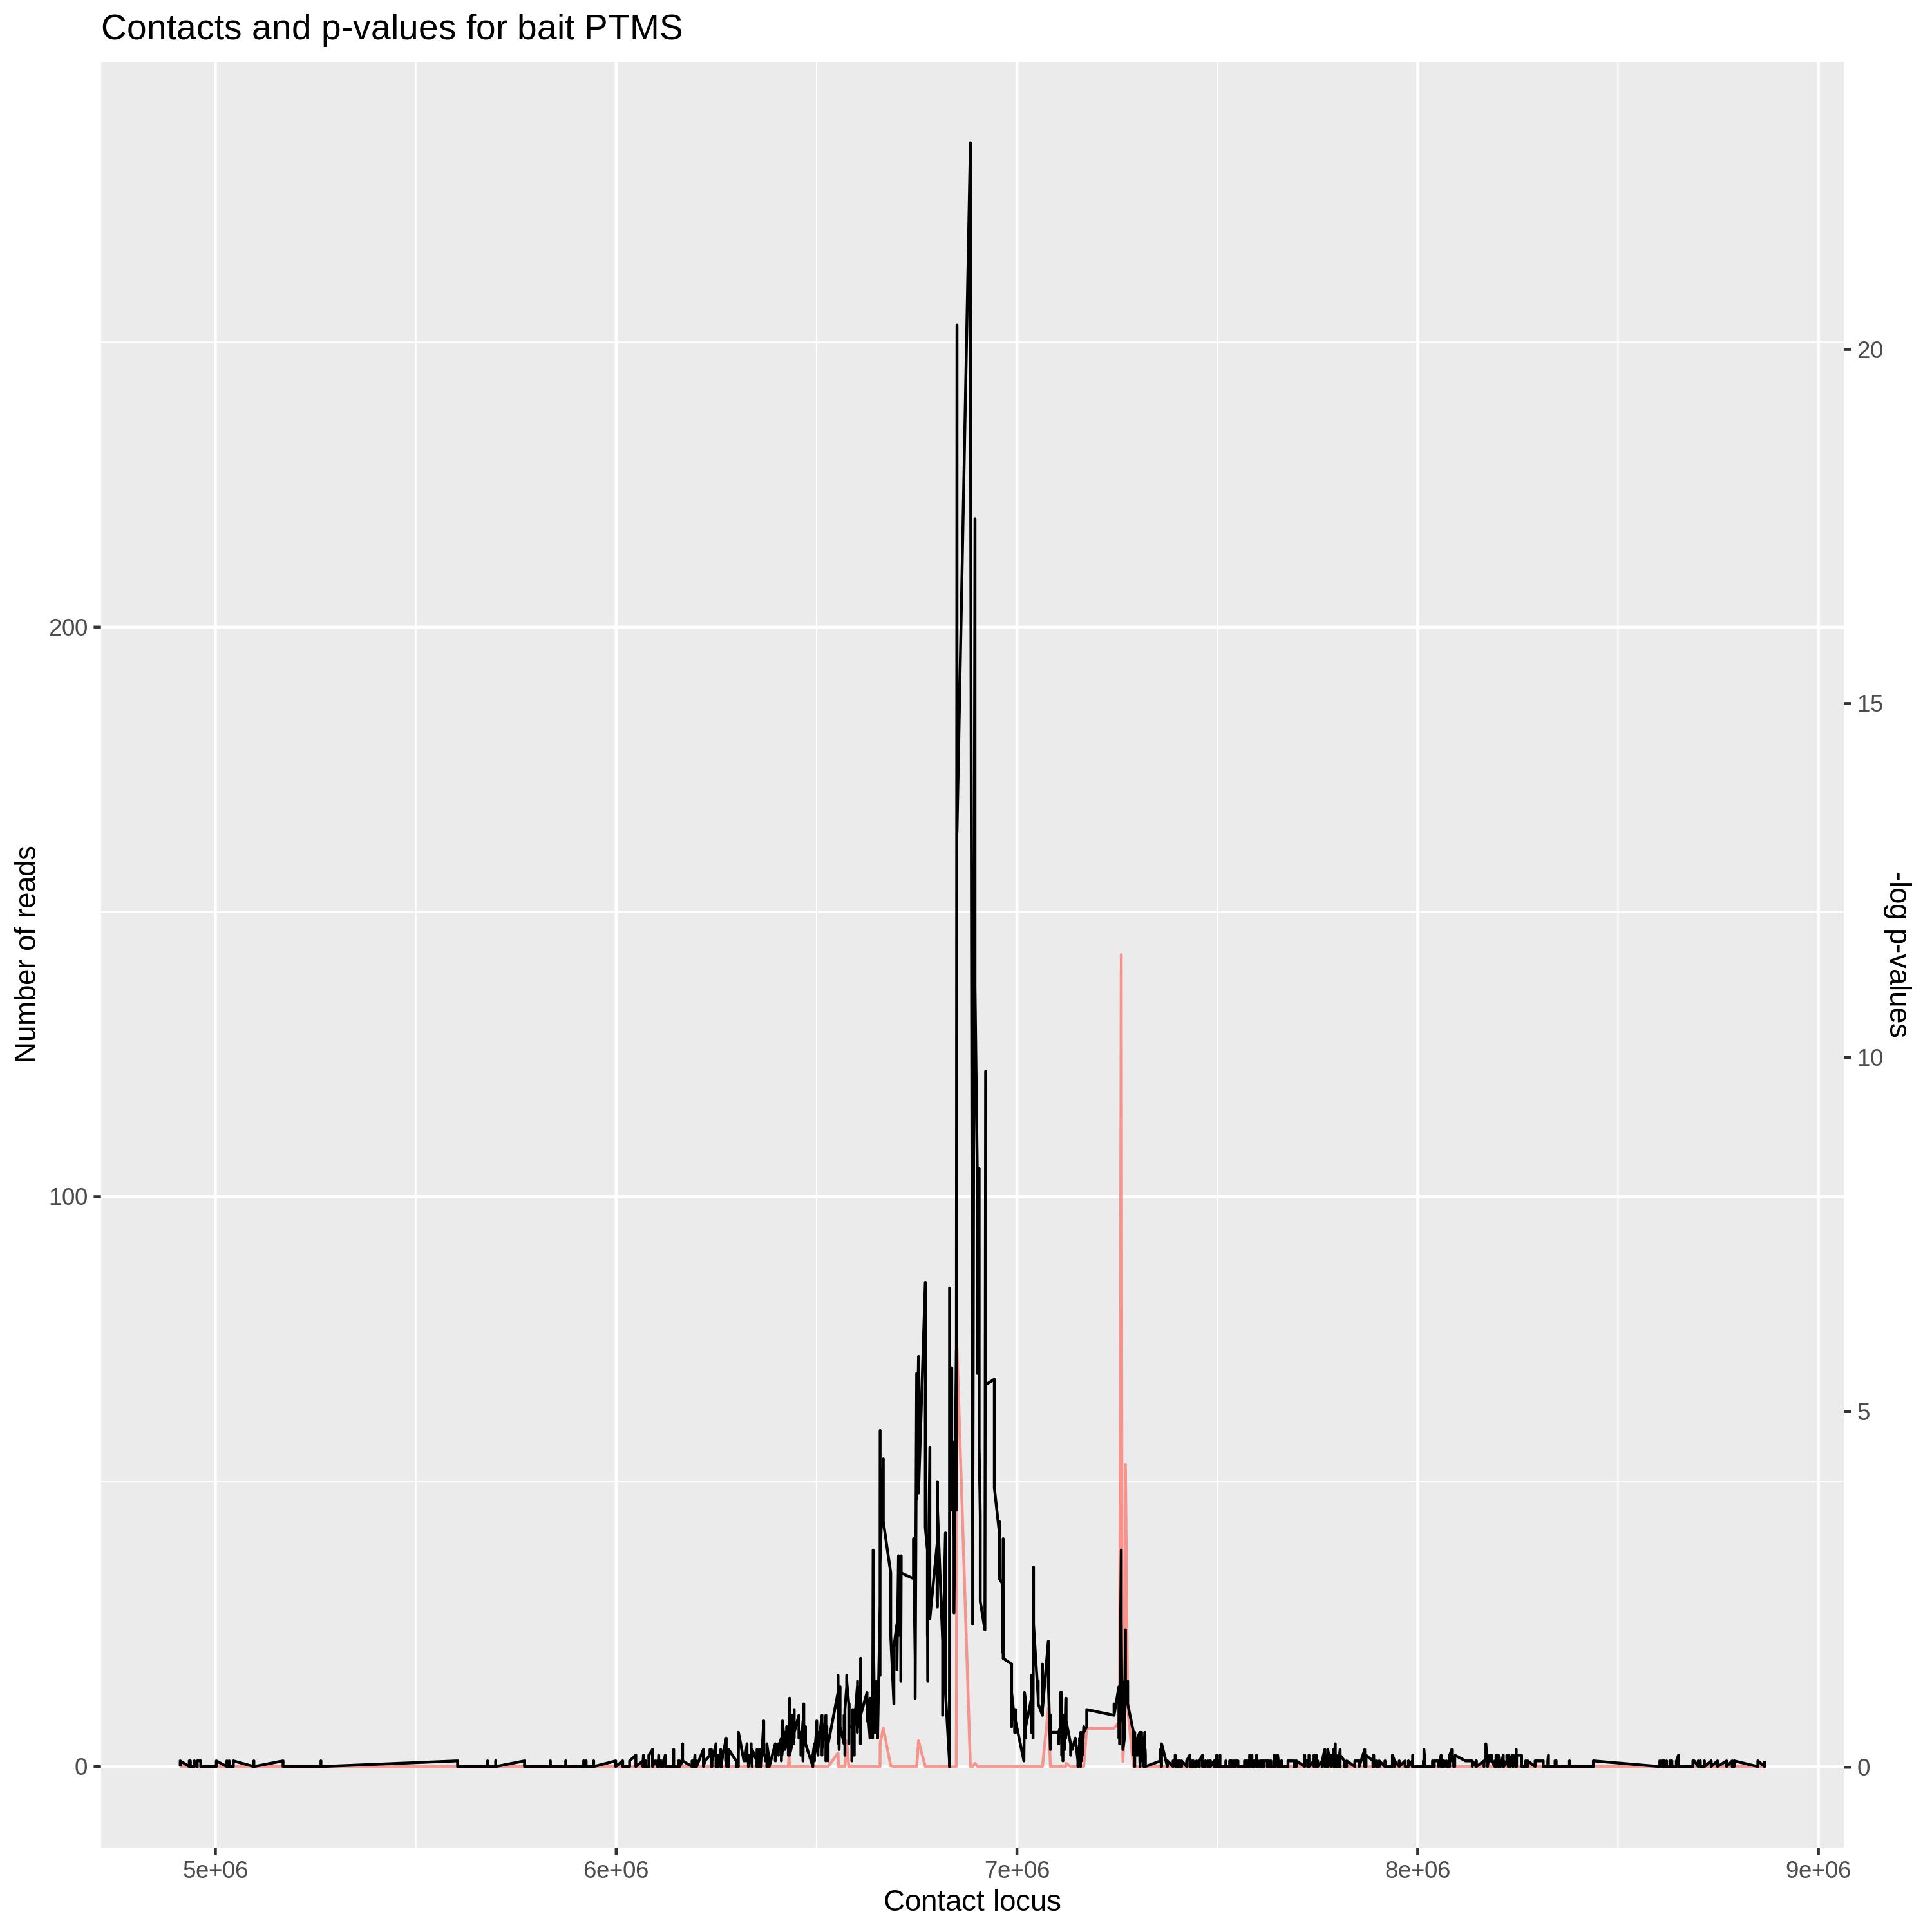 Contacts and p-values for bait PTMS
Number of reads
200
100
0
20
15
10
5
0
-log p-values
5e+06
6e+06
7e+06
8e+06
9e+06
Contact locus